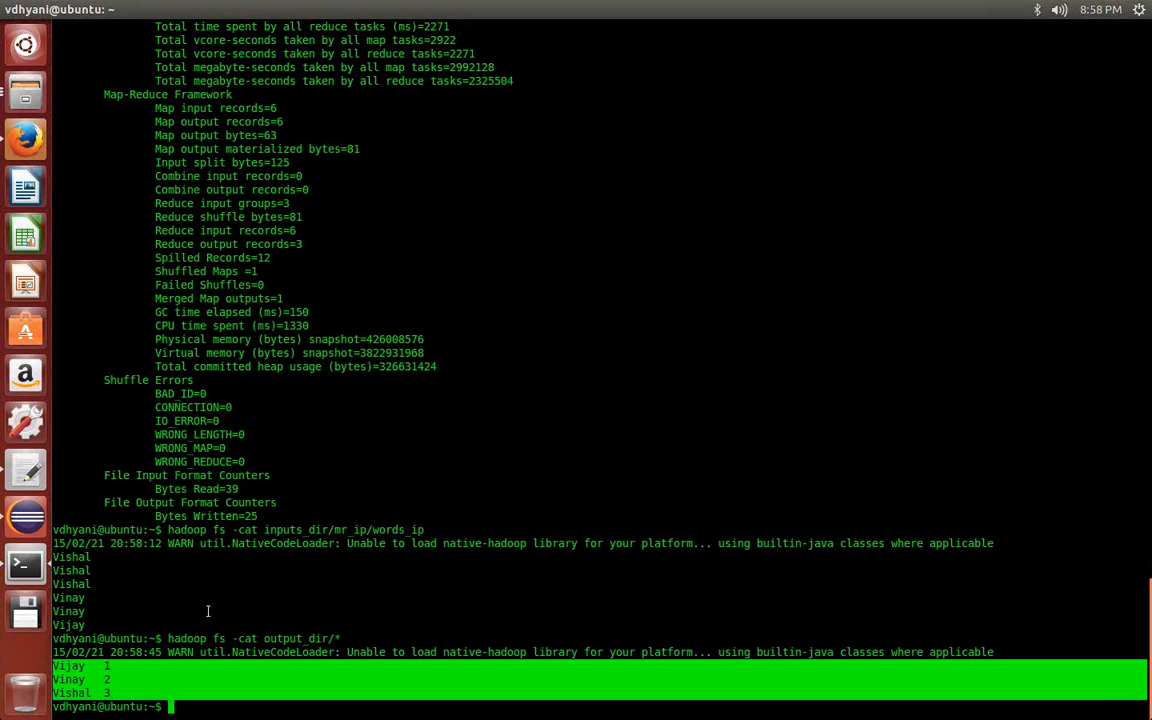 vdhyani@ubuntu: ~
8:58 PM
Total time spent by all reduce tasks (ms)=2271
Total vcore-seconds taken by all map tasks=2922
Total vcore-seconds taken by all reduce tasks=2271
Total megabyte-seconds taken by all map tasks=2992128
Total megabyte-seconds taken by all reduce tasks=2325504
Map-Reduce Framework
Map input records=6
Map output records=6
Map output bytes=63
Map output materialized bytes=81
Input split bytes=125
Combine input records=0
Combine output records=0
Reduce input groups=3
Reduce shuffle bytes=81
Reduce input records=6
Reduce output records=3
Spilled Records=12
Shuffled Maps =1
Failed Shuffles=0
Merged Map outputs=1
GC time elapsed (ms)=150
CPU time spent (ms)=1330
Physical memory (bytes) snapshot=426008576
Virtual memory (bytes) snapshot=3822931968
Total committed heap usage (bytes)=326631424
Shuffle Errors
BAD_ID=0
CONNECTION=0
IO_ERROR=0
WRONG_LENGTH=0
WRONG_MAP=0
WRONG_REDUCE=0
File Input Format Counters
Bytes Read=39
File Output Format Counters
Bytes Written=25
vdhyani@ubuntu:~$ hadoop fs -cat inputs_dir/mr_ip/words_ip
15/02/21 20:58:12 WARN util.NativeCodeLoader: Unable to load native-hadoop library for your platform... using builtin-java classes where applicable
Vishal
Vishal
Vishal
Vinay
Vinay
Vijay
vdhyani@ubuntu:~$ hadoop fs -cat output_dir/*
15/02/21 20:58:45 WARN util.NativeCodeLoader: Unable to load native-hadoop library for your platform... using builtin-java classes where applicable
Vijay 1
Vinay 2
Vishal 3
vdhyani@ubuntu:~$